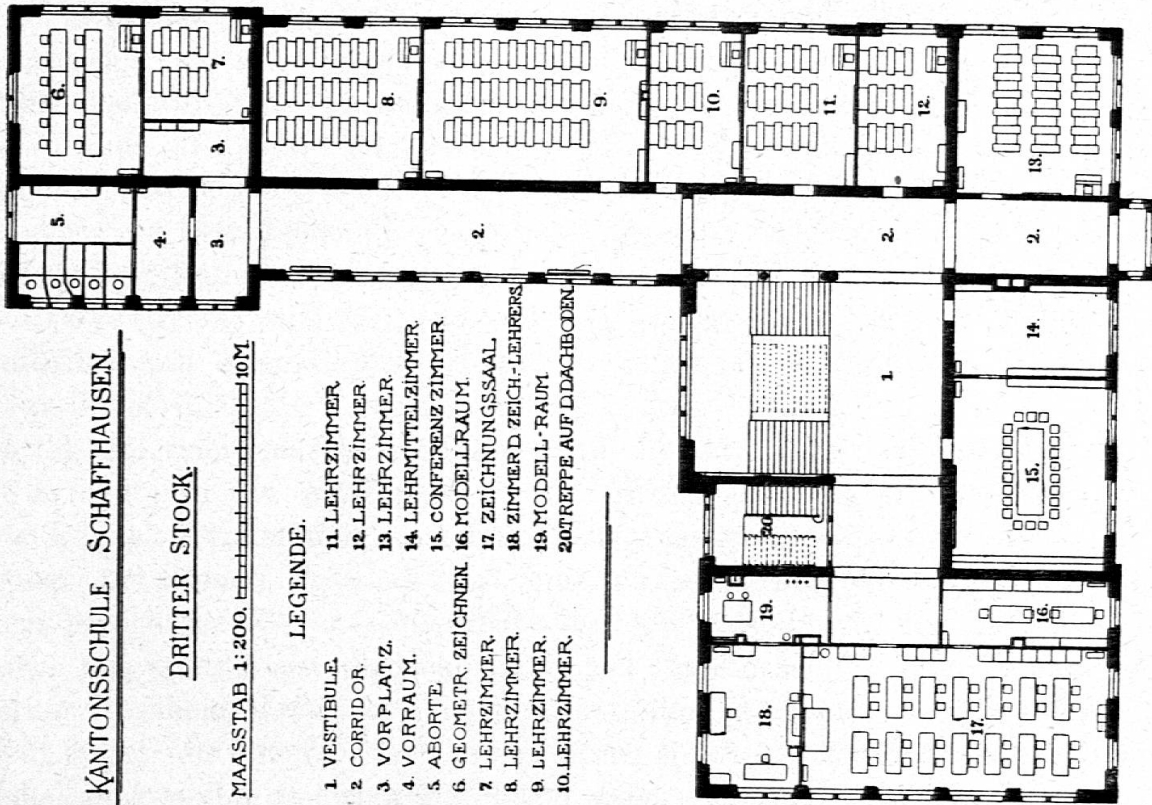 KANTONSSCHULE SCHAFFHAUSEN.
DRITTER STOCK.
MAASSTAB 1:200. 10 M.
LEGENDE.
1. VESTIBULE.
2. CORRIDOR.
3. VORPLATZ.
4. VORRAUM.
5. ABORTE.
6. GEOMETR. ZEICHNEN.
7. LEHRZIMMER.
8. LEHRZIMMER.
9. LEHRZIMMER.
10. LEHRZIMMER.
11. LEHRZIMMER.
12. LEHRZIMMER.
13. LEHRZIMMER.
14. LEHRMITTELZIMMER.
15. CONFERENZZIMMER.
16. MODELLRAUM.
17. ZEICHNUNGSSAAL.
18. ZIMMER D. ZEICH.-LEHRERS.
19. MODELL-RAUM.
20. TREPPE AUF D. DACHBODEN.
5.
6.
4.
3.
3.
7.
2.
8.
9.
10.
2.
11.
12.
1.
20.
19.
18.
2.
13.
14.
15.
16.
17.